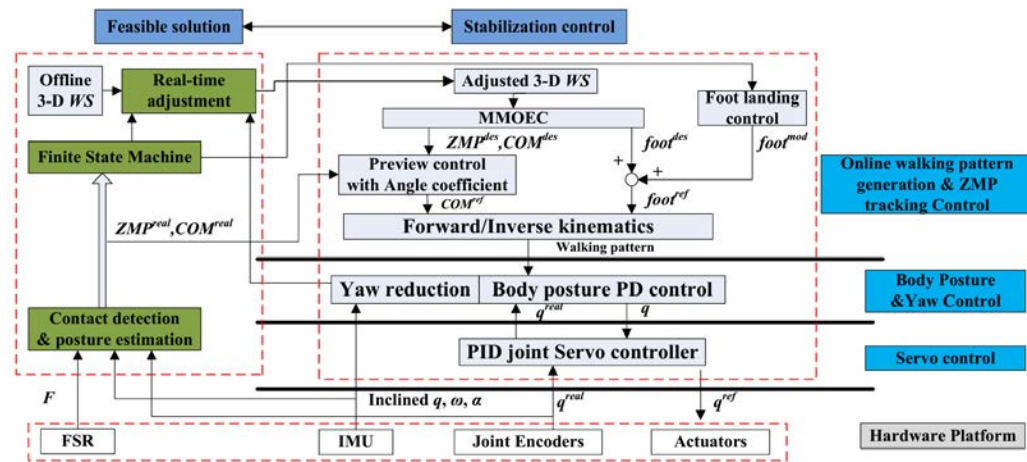 Feasible solution
Stabilization control
Offline
3-D WS
Real-time
adjustment
Adjusted 3-D WS
Foot landing
control
MMOEC
ZMP^des,COM^des
foot^des
foot^mod
Finite State Machine
Preview control
with Angle coefficient
+
+
Online walking pattern
generation & ZMP
tracking Control
COM^ref
foot^ref
ZMP^real,COM^real
Forward/Inverse kinematics
Walking pattern
Yaw reduction
Body posture PD control
Body Posture
&Yaw Control
q^real
q
Contact detection
& posture estimation
PID joint Servo controller
Servo control
F
Inclined q, ω, α
q^real
q^ref
FSR
IMU
Joint Encoders
Actuators
Hardware Platform